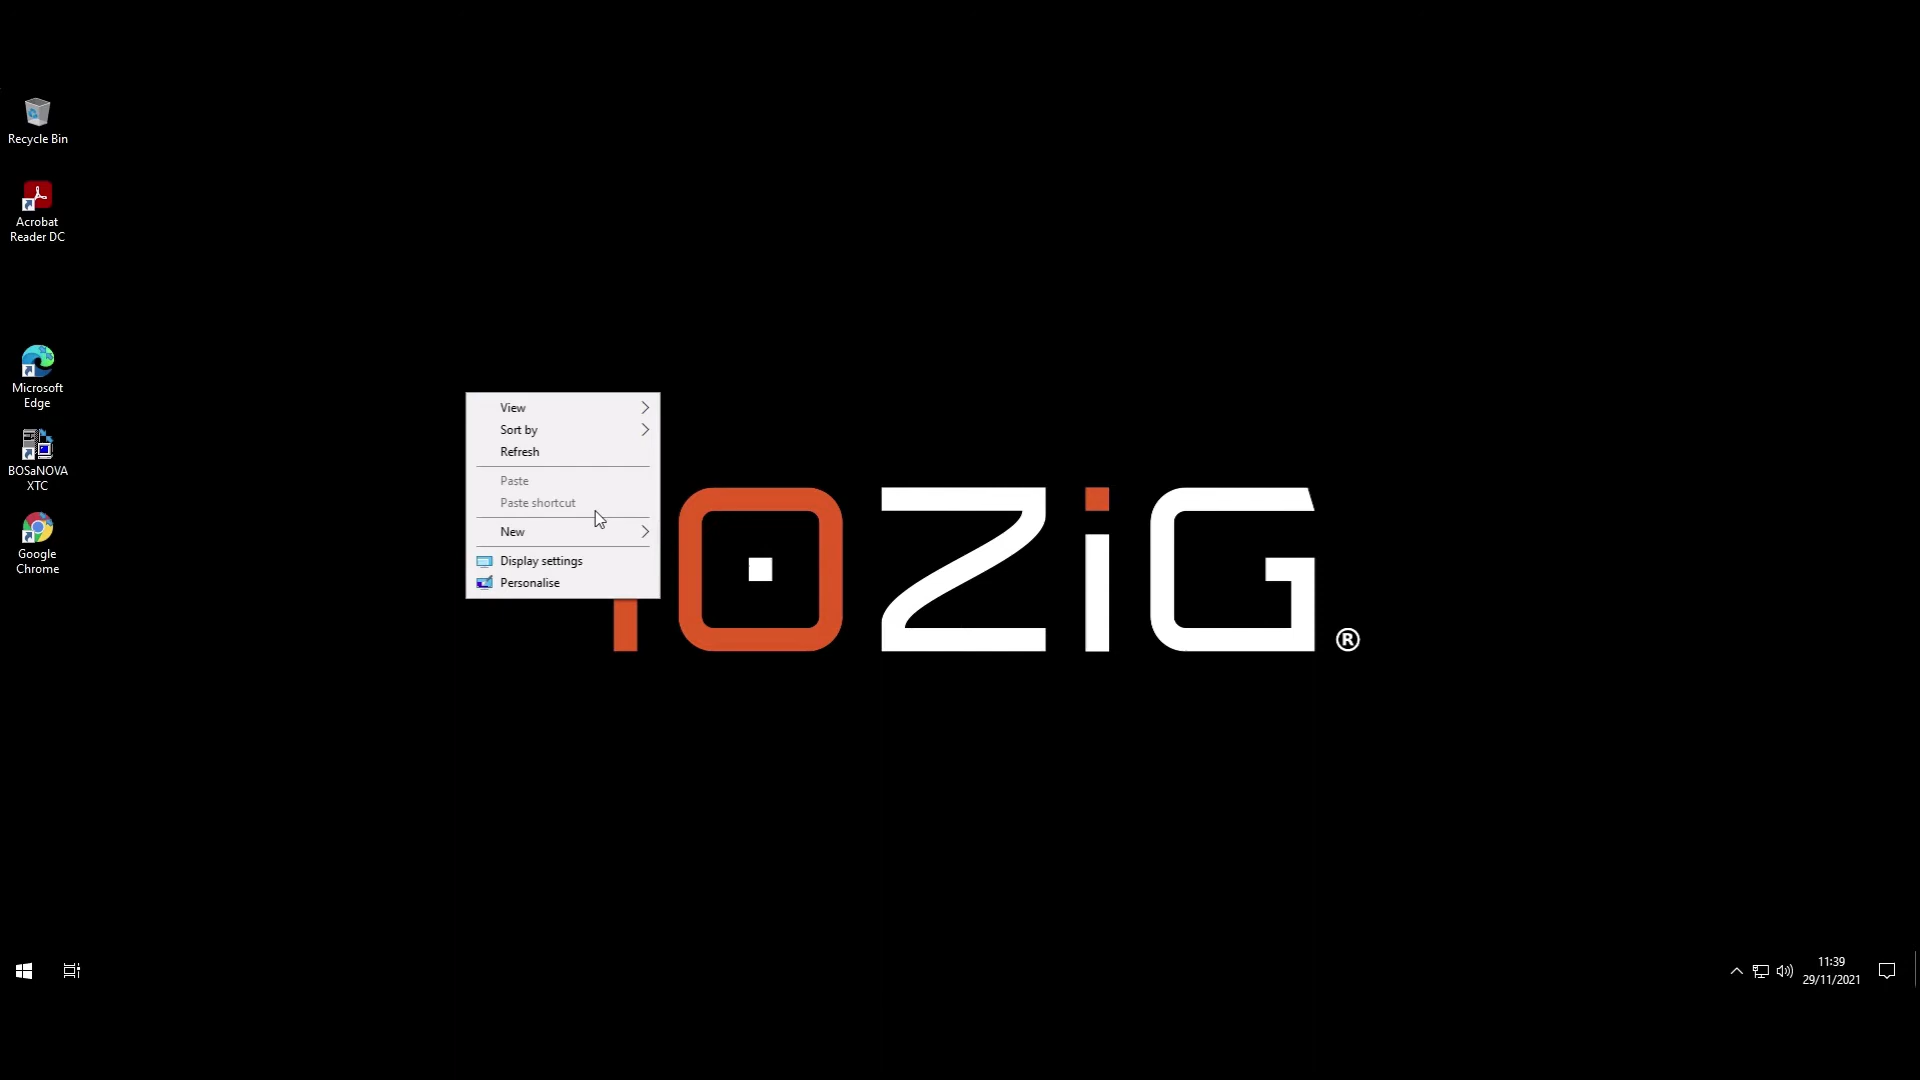 Recycle Bin
Acrobat
Reader DC
Microsoft
Edge
BOSaNOVA
XTC
Google
Chrome
View
Sort by
Refresh
Paste
Paste shortcut
New
Display settings
Personalise
10ZiG®
11:39
29/11/2021